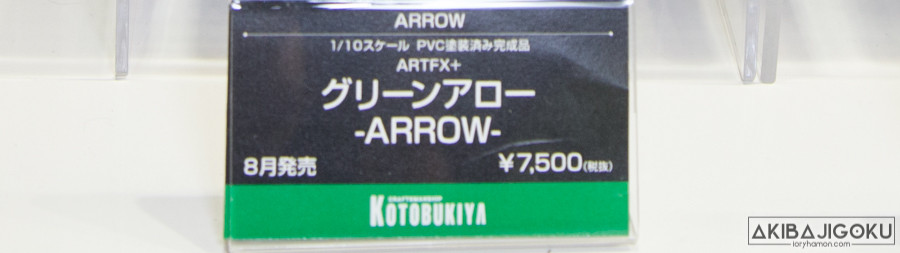 ARROW
1/10スケール PVC塗装済み完成品
ARTFX+
グリーンアロー
-ARROW-
8月発売 ¥7,500(税抜)
CRAFTSMANSHIP
KOTOBUKIYA
AKIBAJIGOKU
ioryhamon.com